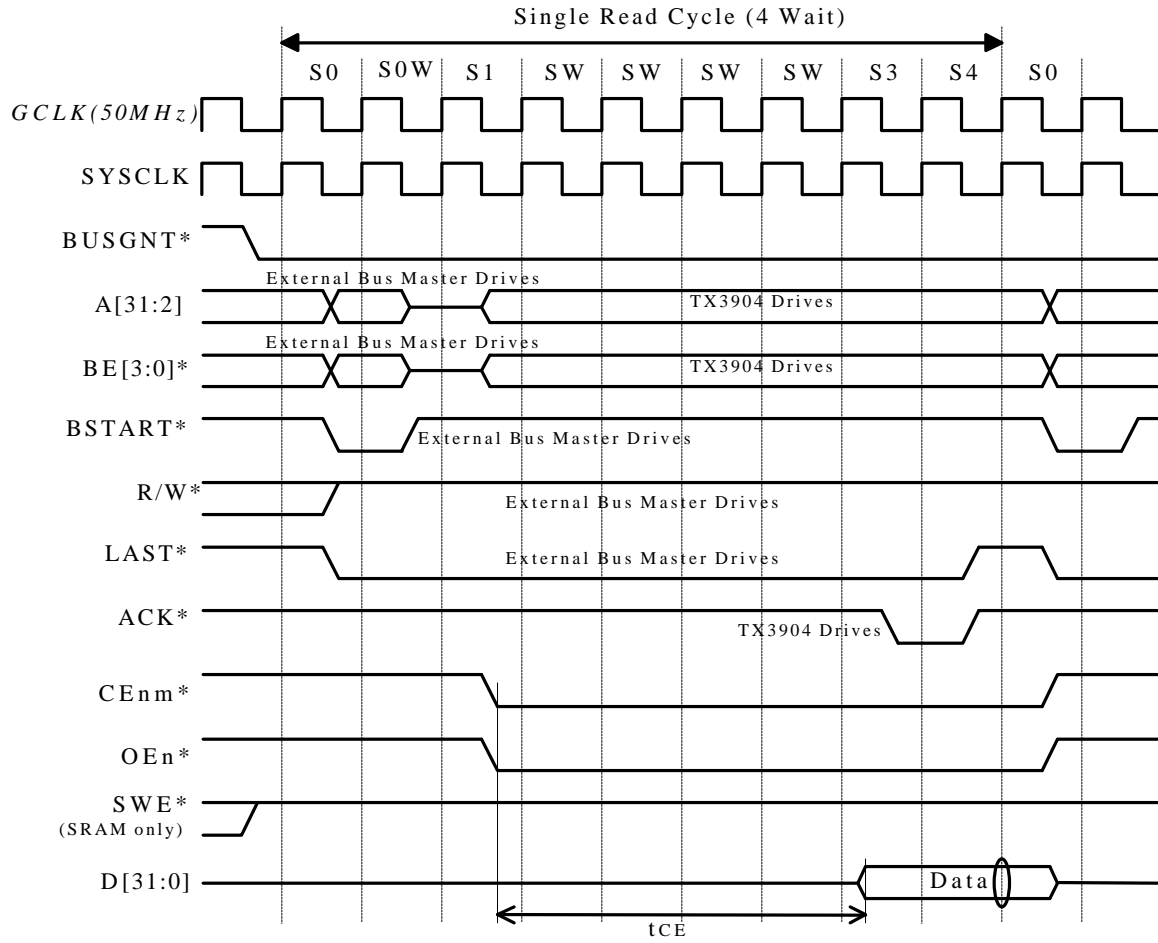 Single Read Cycle (4 Wait)
S0 S0W S1 SW SW SW SW S3 S4 S0
GCLK(50MHz)
SYSCLK
BUSGNT*
External Bus Master Drives
A[31:2]
TX3904 Drives
External Bus Master Drives
BE[3:0]*
TX3904 Drives
BSTART*
External Bus Master Drives
R/W*
External Bus Master Drives
LAST*
External Bus Master Drives
ACK*
TX3904 Drives
CEnm*
OEn*
SWE*
(SRAM only)
D[31:0]
Data
tCE